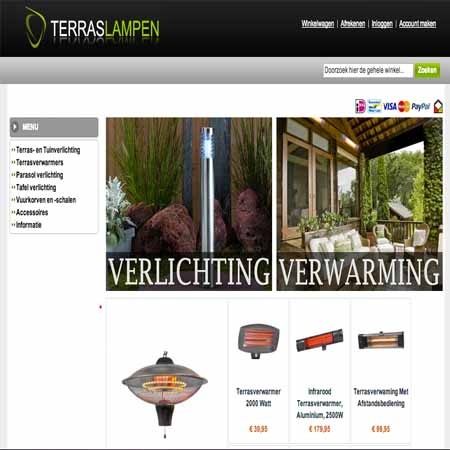 TERRASLAMPEN
Winkelwagen | Afrekenen | Inloggen | Account maken
Doorzoek hier de gehele winkel... Zoeken
VISA PayPal
MENU
Terras- en Tuinverlichting
Terrasverwarmers
Parasol verlichting
Tafel verlichting
Vuurkorven en -schalen
Accessoires
Informatie
VERLICHTING
VERWARMING
Terrasverwarmer
2000 Watt
€ 39,95
Infrarood
Terrasverwarmer,
Aluminium, 2500W
€ 179,95
Terrasverwarming Met
Afstandsbediening
€ 99,95